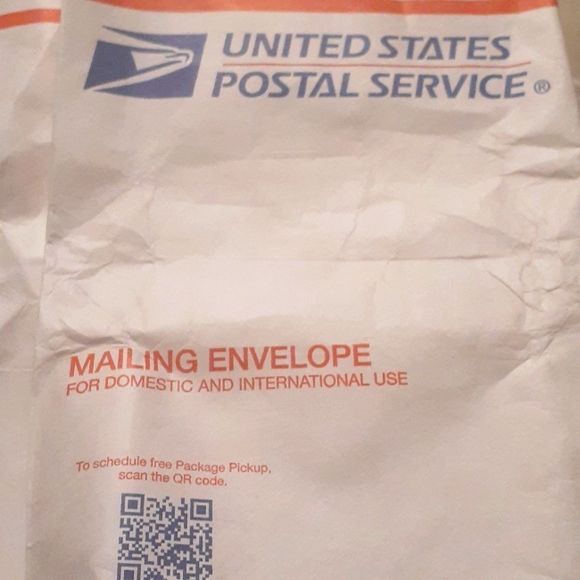 UNITED STATES
POSTAL SERVICE®
MAILING ENVELOPE
FOR DOMESTIC AND INTERNATIONAL USE
To schedule free Package Pickup,
scan the QR code.